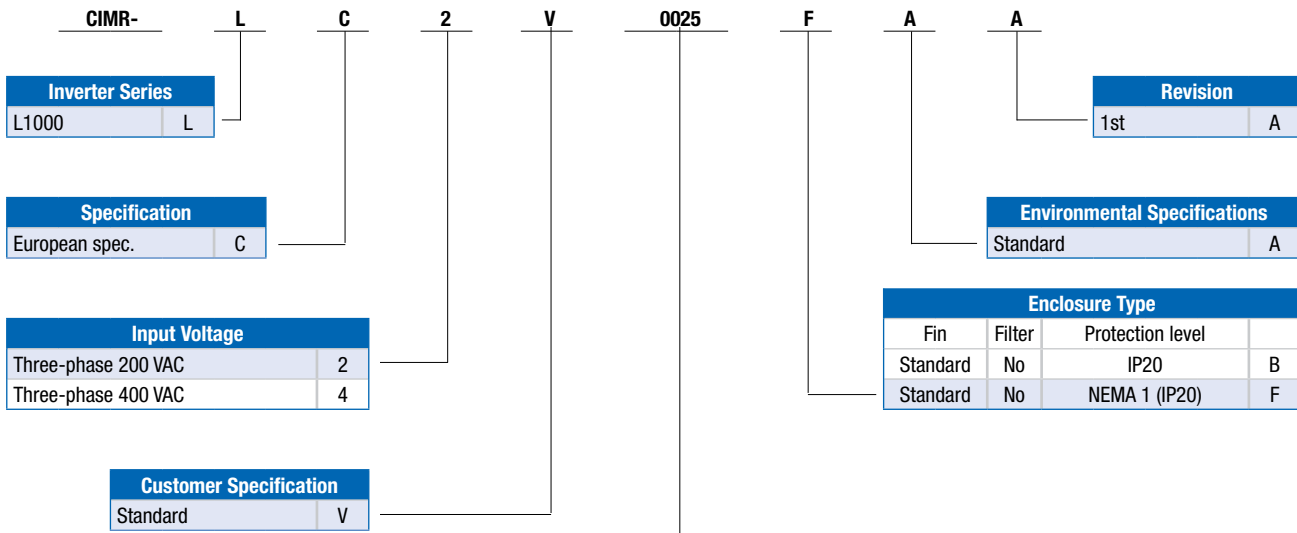 CIMR- L C 2 V 0025 F A A
Inverter Series
L1000 L
Revision
1st A
Specification
European spec. C
Environmental Specifications
Standard A
Enclosure Type
Fin Filter Protection level
Standard No IP20 B
Standard No NEMA 1 (IP20) F
Input Voltage
Three-phase 200 VAC 2
Three-phase 400 VAC 4
Customer Specification
Standard V